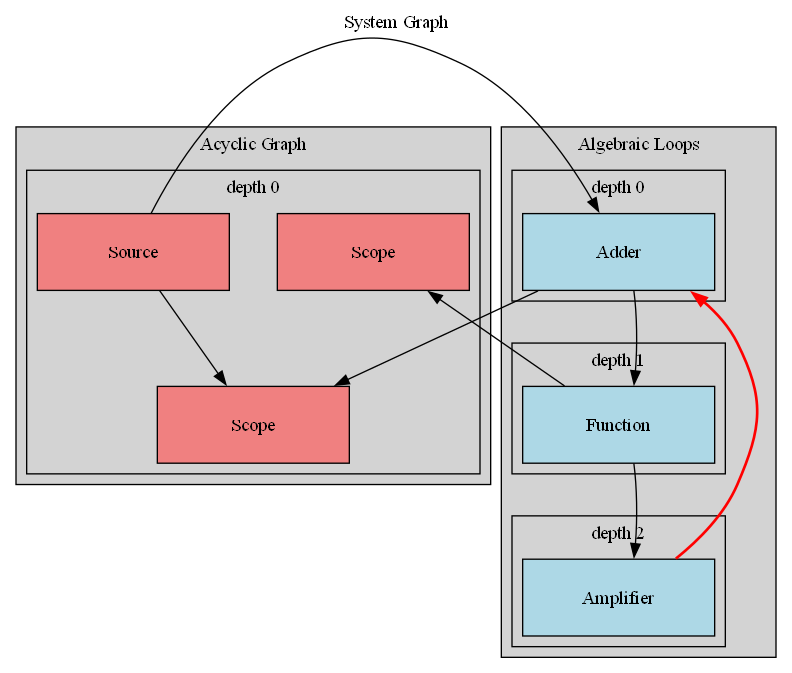 System Graph
Acyclic Graph
depth 0
Source
Scope
Scope
Algebraic Loops
depth 0
Adder
depth 1
Function
depth 2
Amplifier